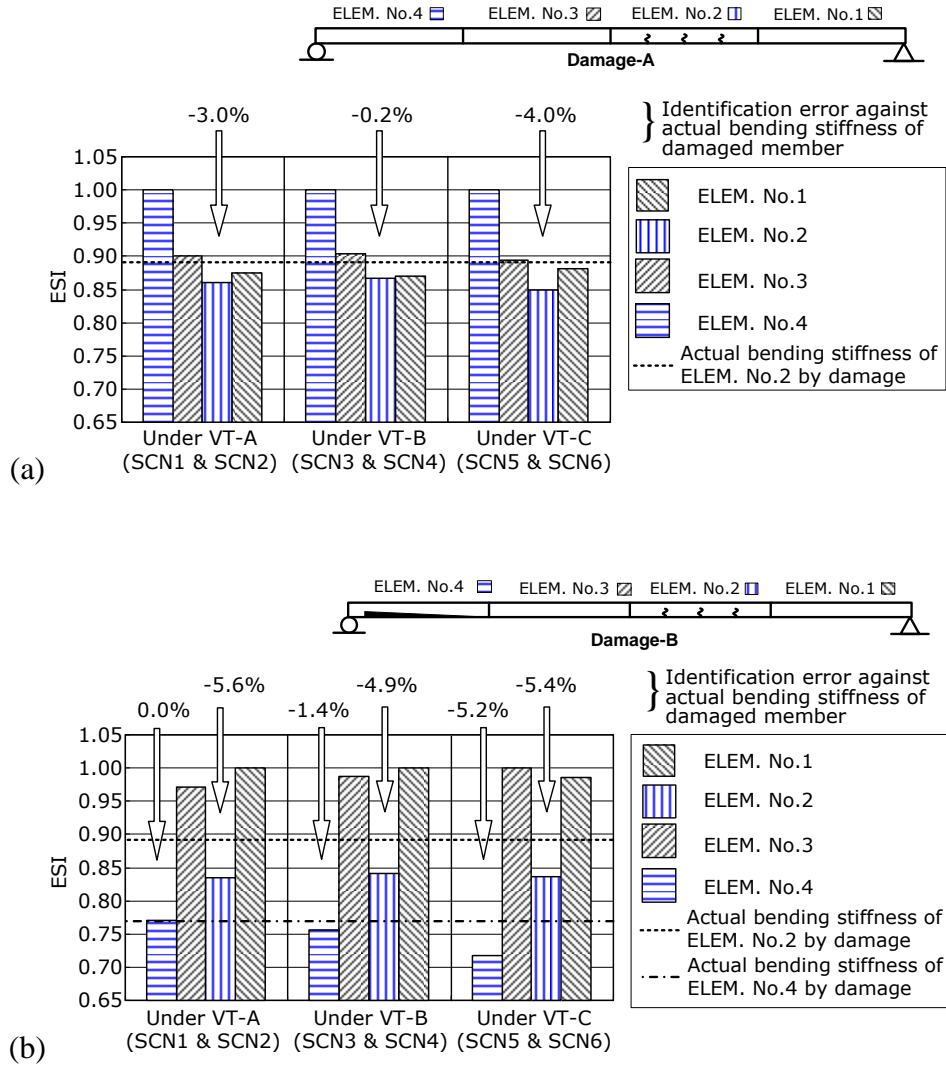 ELEM. No.4 ELEM. No.3 ELEM. No.2 ELEM. No.1
Damage-A
-3.0% -0.2% -4.0%
} Identification error against
actual bending stiffness of
damaged member
1.05
1.00
0.95
0.90
0.85
0.80
0.75
0.70
0.65
ESI
ELEM. No.1
ELEM. No.2
ELEM. No.3
ELEM. No.4
Actual bending stiffness of
ELEM. No.2 by damage
Under VT-A Under VT-B Under VT-C
(SCN1 & SCN2) (SCN3 & SCN4) (SCN5 & SCN6)
(a)
ELEM. No.4 ELEM. No.3 ELEM. No.2 ELEM. No.1
Damage-B
} Identification error against
actual bending stiffness of
damaged member
-5.6% -4.9% -5.4%
0.0% -1.4% -5.2%
1.05
1.00
0.95
0.90
0.85
0.80
0.75
0.70
0.65
ESI
ELEM. No.1
ELEM. No.2
ELEM. No.3
ELEM. No.4
Actual bending stiffness of
ELEM. No.2 by damage
Actual bending stiffness of
ELEM. No.4 by damage
Under VT-A Under VT-B Under VT-C
(SCN1 & SCN2) (SCN3 & SCN4) (SCN5 & SCN6)
(b)